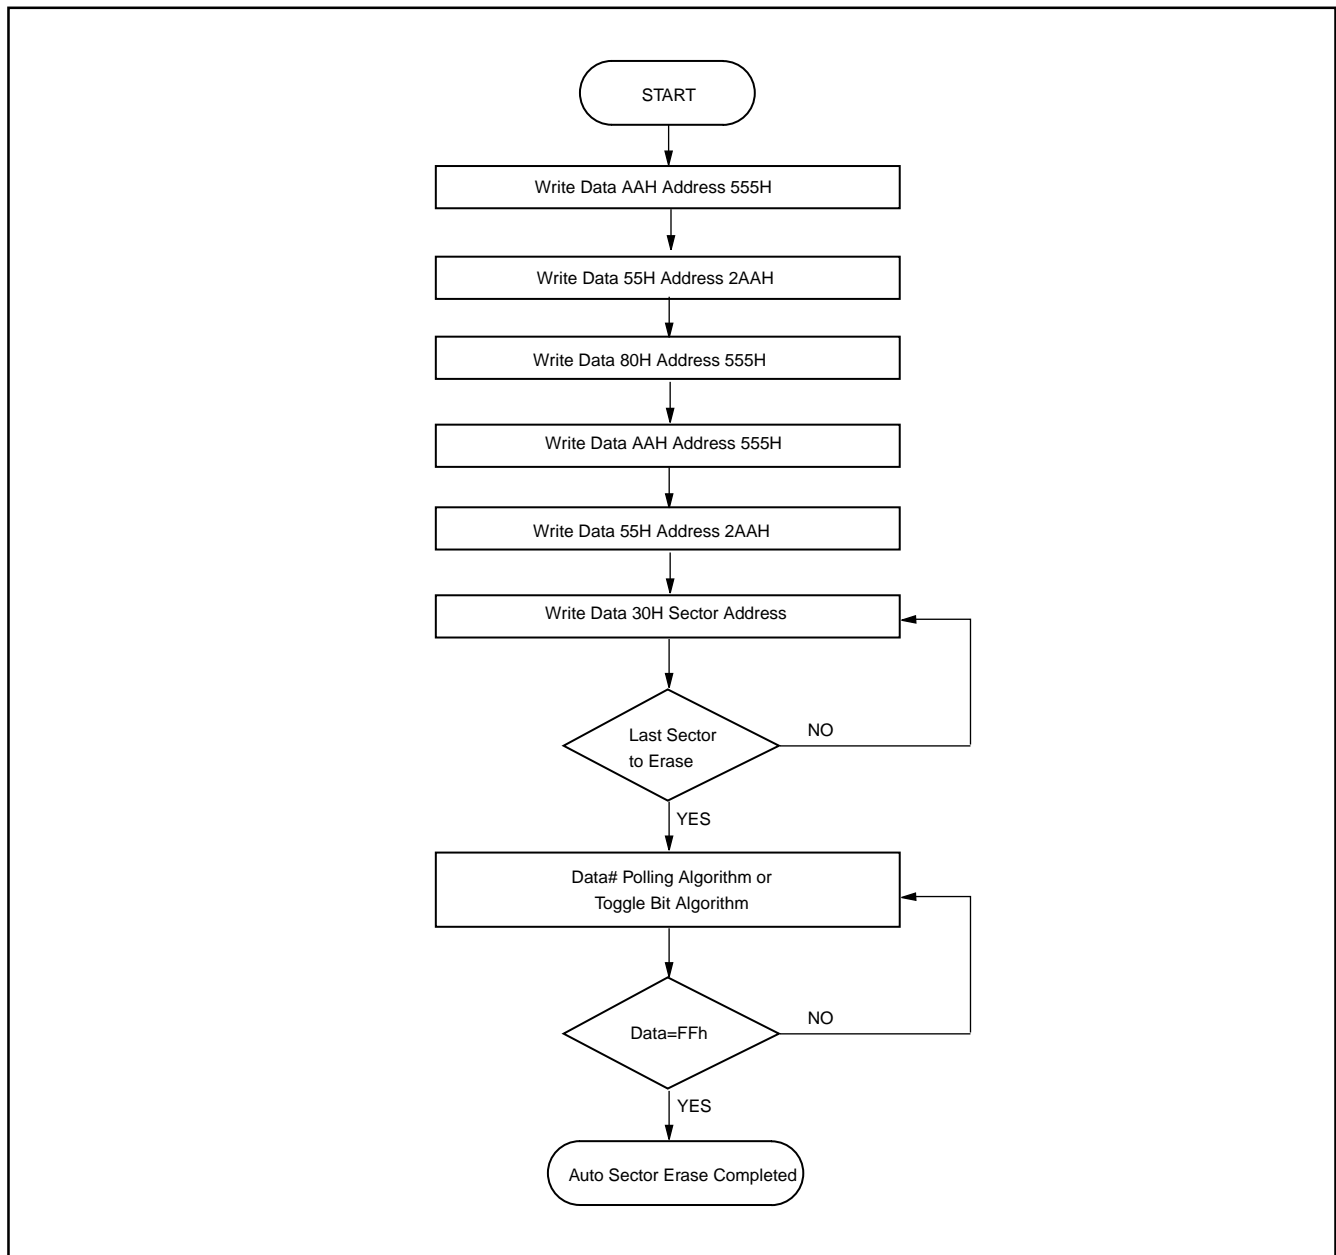 START
Write Data AAH Address 555H
Write Data 55H Address 2AAH
Write Data 80H Address 555H
Write Data AAH Address 555H
Write Data 55H Address 2AAH
Write Data 30H Sector Address
Last Sector
to Erase
NO
YES
Data# Polling Algorithm or
Toggle Bit Algorithm
Data=FFh
NO
YES
Auto Sector Erase Completed